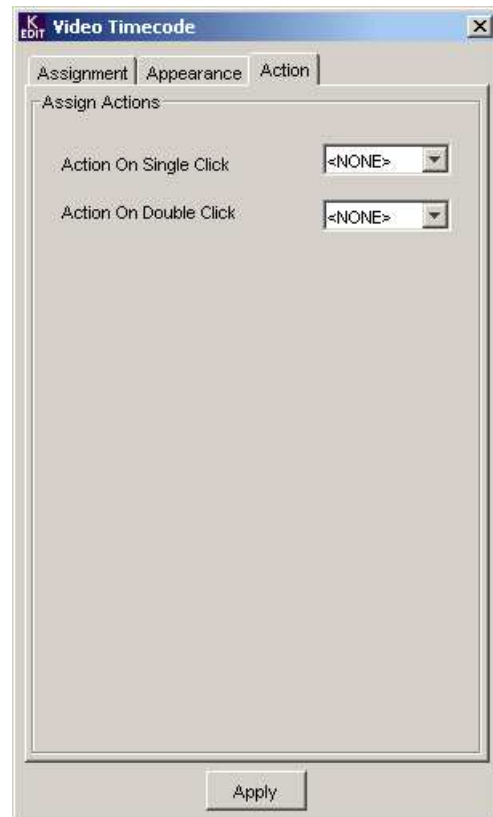 K EDIT Video Timecode
Assignment Appearance Action
Assign Actions
Action On Single Click <NONE>
Action On Double Click <NONE>
Apply